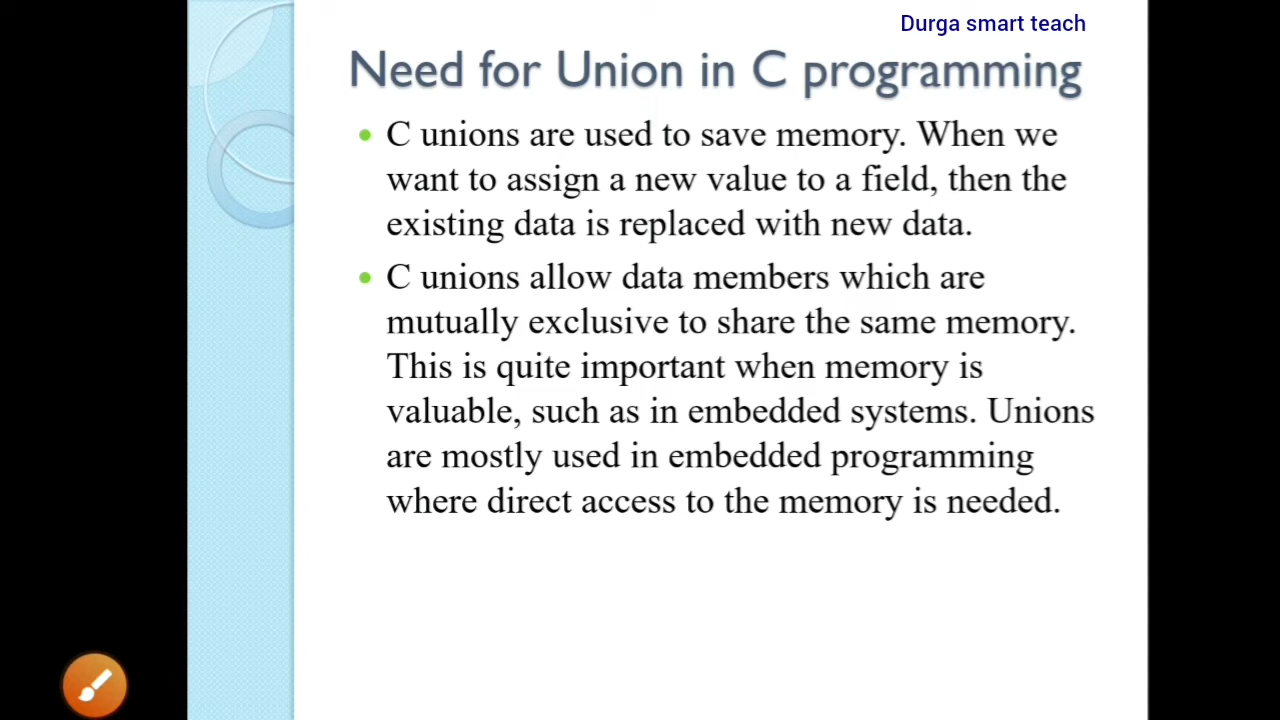 Durga smart teach
Need for Union in C programming
C unions are used to save memory. When we
want to assign a new value to a field, then the
existing data is replaced with new data.
C unions allow data members which are
mutually exclusive to share the same memory.
This is quite important when memory is
valuable, such as in embedded systems. Unions
are mostly used in embedded programming
where direct access to the memory is needed.